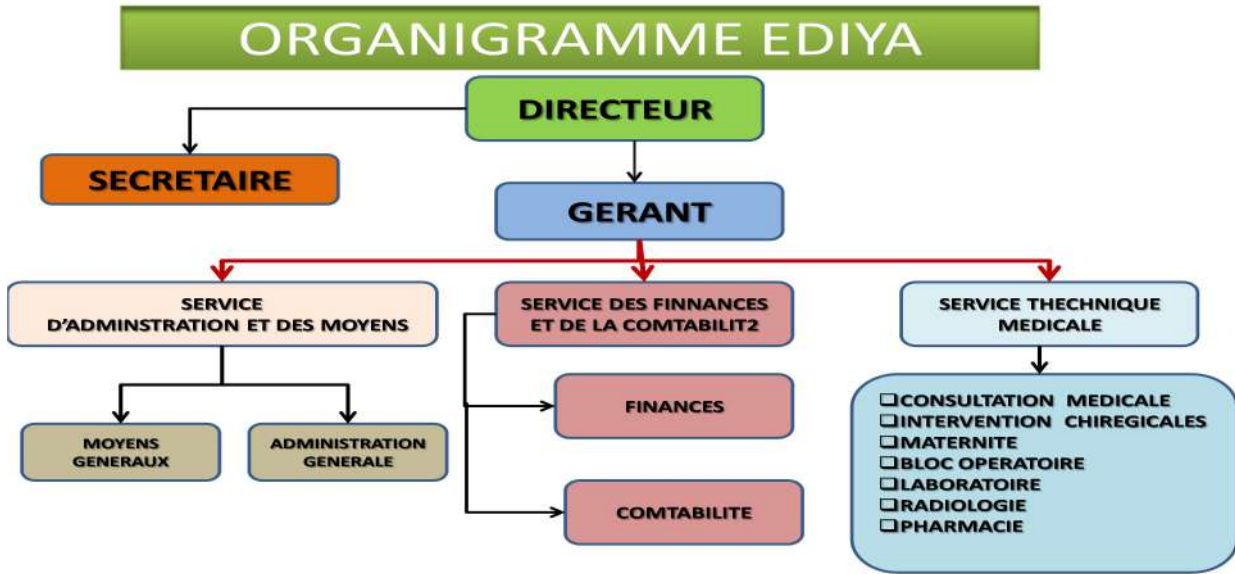 ORGANIGRAMME EDIYA
DIRECTEUR
SECRETAIRE
GERANT
SERVICE
D'ADMINSTRATION ET DES MOYENS
SERVICE DES FINNANCES
ET DE LA COMTABILIT2
SERVICE THECHNIQUE
MEDICALE
MOYENS
GENERAUX
ADMINISTRATION
GENERALE
FINANCES
COMTABILITE
❑CONSULTATION MEDICALE
❑INTERVENTION CHIREGICALES
❑MATERNITE
❑BLOC OPERATOIRE
❑LABORATOIRE
❑RADIOLOGIE
❑PHARMACIE